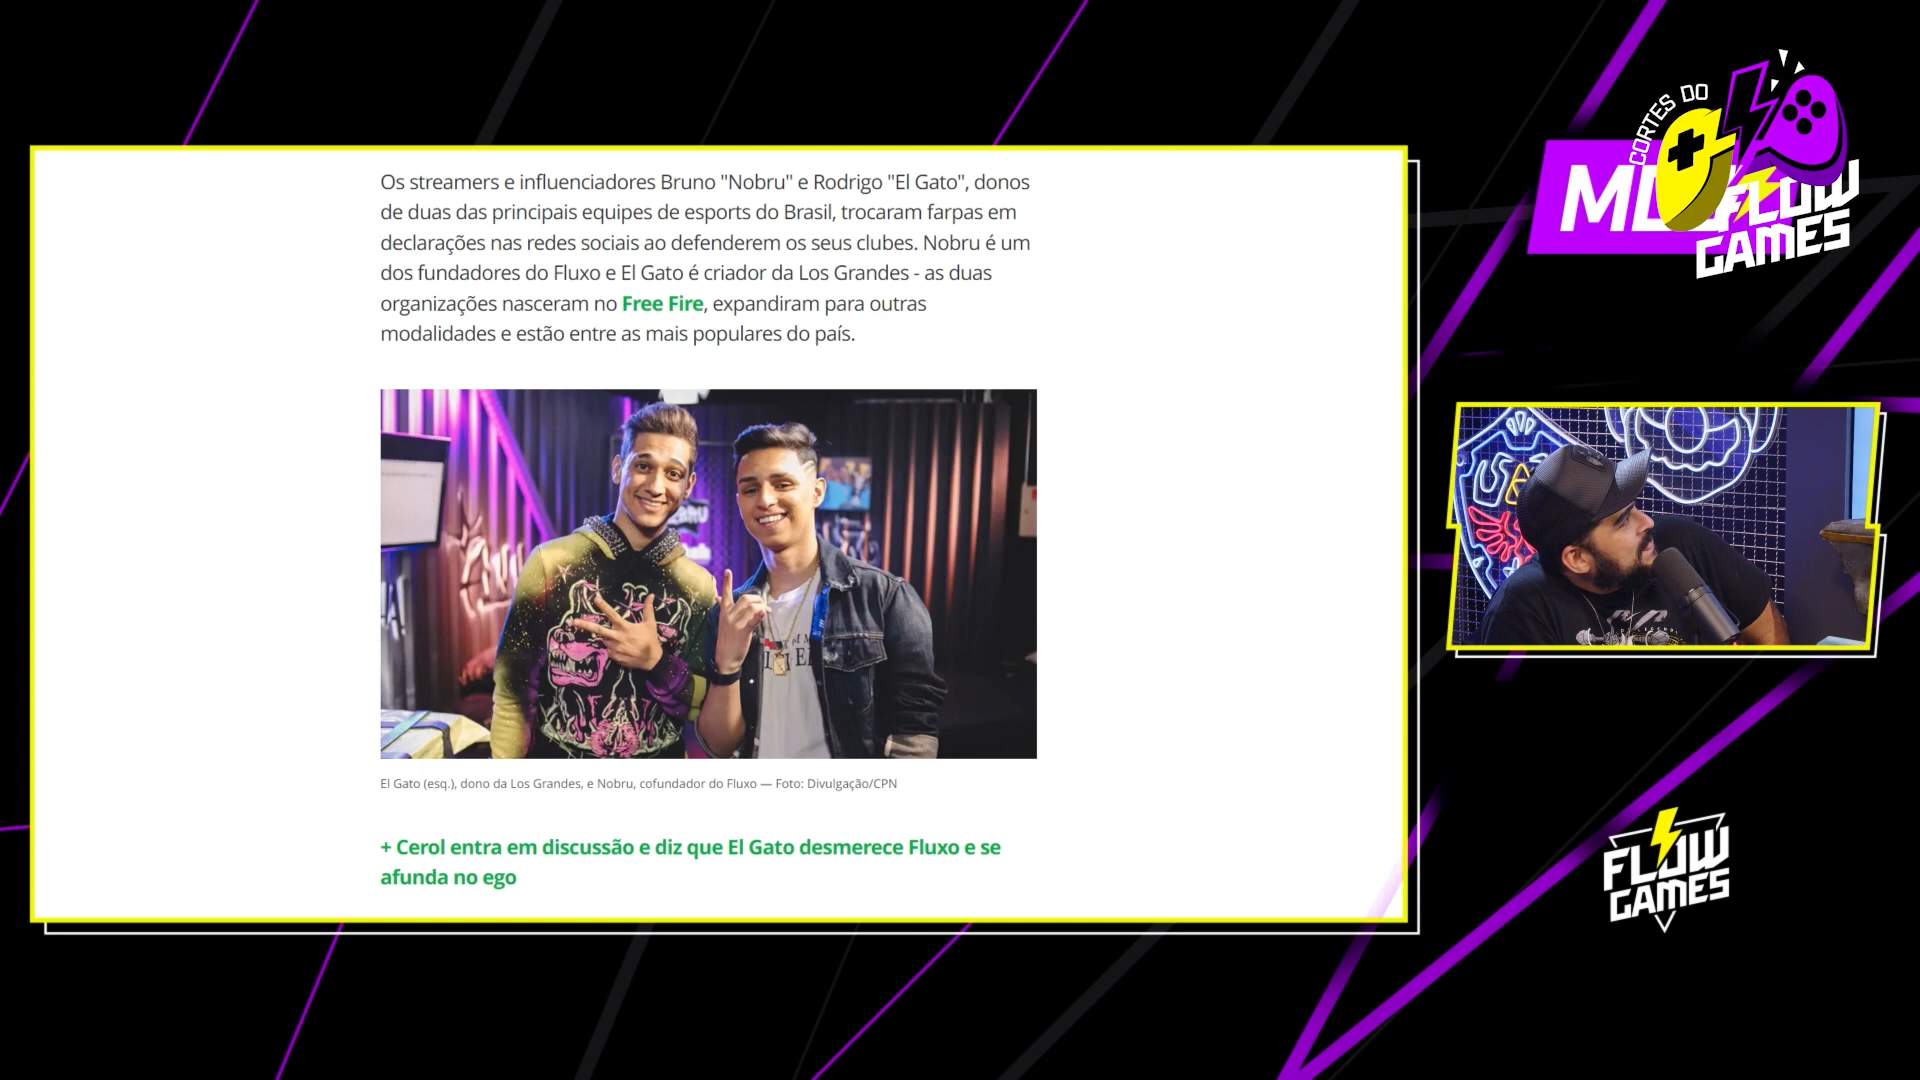 Os streamers e influenciadores Bruno "Nobru" e Rodrigo "El Gato", donos
de duas das principais equipes de esports do Brasil, trocaram farpas em
declarações nas redes sociais ao defenderem os seus clubes. Nobru é um
dos fundadores do Fluxo e El Gato é criador da Los Grandes - as duas
organizações nasceram no Free Fire, expandiram para outras
modalidades e estão entre as mais populares do país.
El Gato (esq.), dono da Los Grandes, e Nobru, cofundador do Fluxo — Foto: Divulgação/CPN
+ Cerol entra em discussão e diz que El Gato desmerece Fluxo e se
afunda no ego
CORTES DO
FLOW
GAMES
FLOW
GAMES